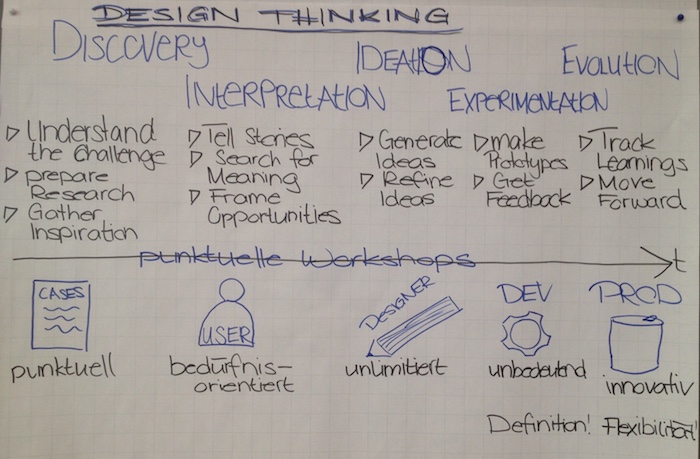 DESIGN THINKING
DISCOVERY
IDEATION
EVOLUTION
INTERPRETATION
EXPERIMENTATION
Understand
the challenge
prepare
Research
Gather
Inspiration
Tell Stories
Search for
Meaning
Frame
Opportunities
Generate
Ideas
Refine
Ideas
make
Prototypes
Get
Feedback
Track
Learnings
Move
Forward
punktuelle Workshops
t
CASES
punktuell
USER
bedürfnis-
orientiert
DESIGNER
unlimitiert
DEV
unbedeutend
PROD
innovativ
Definition! Flexibilität!